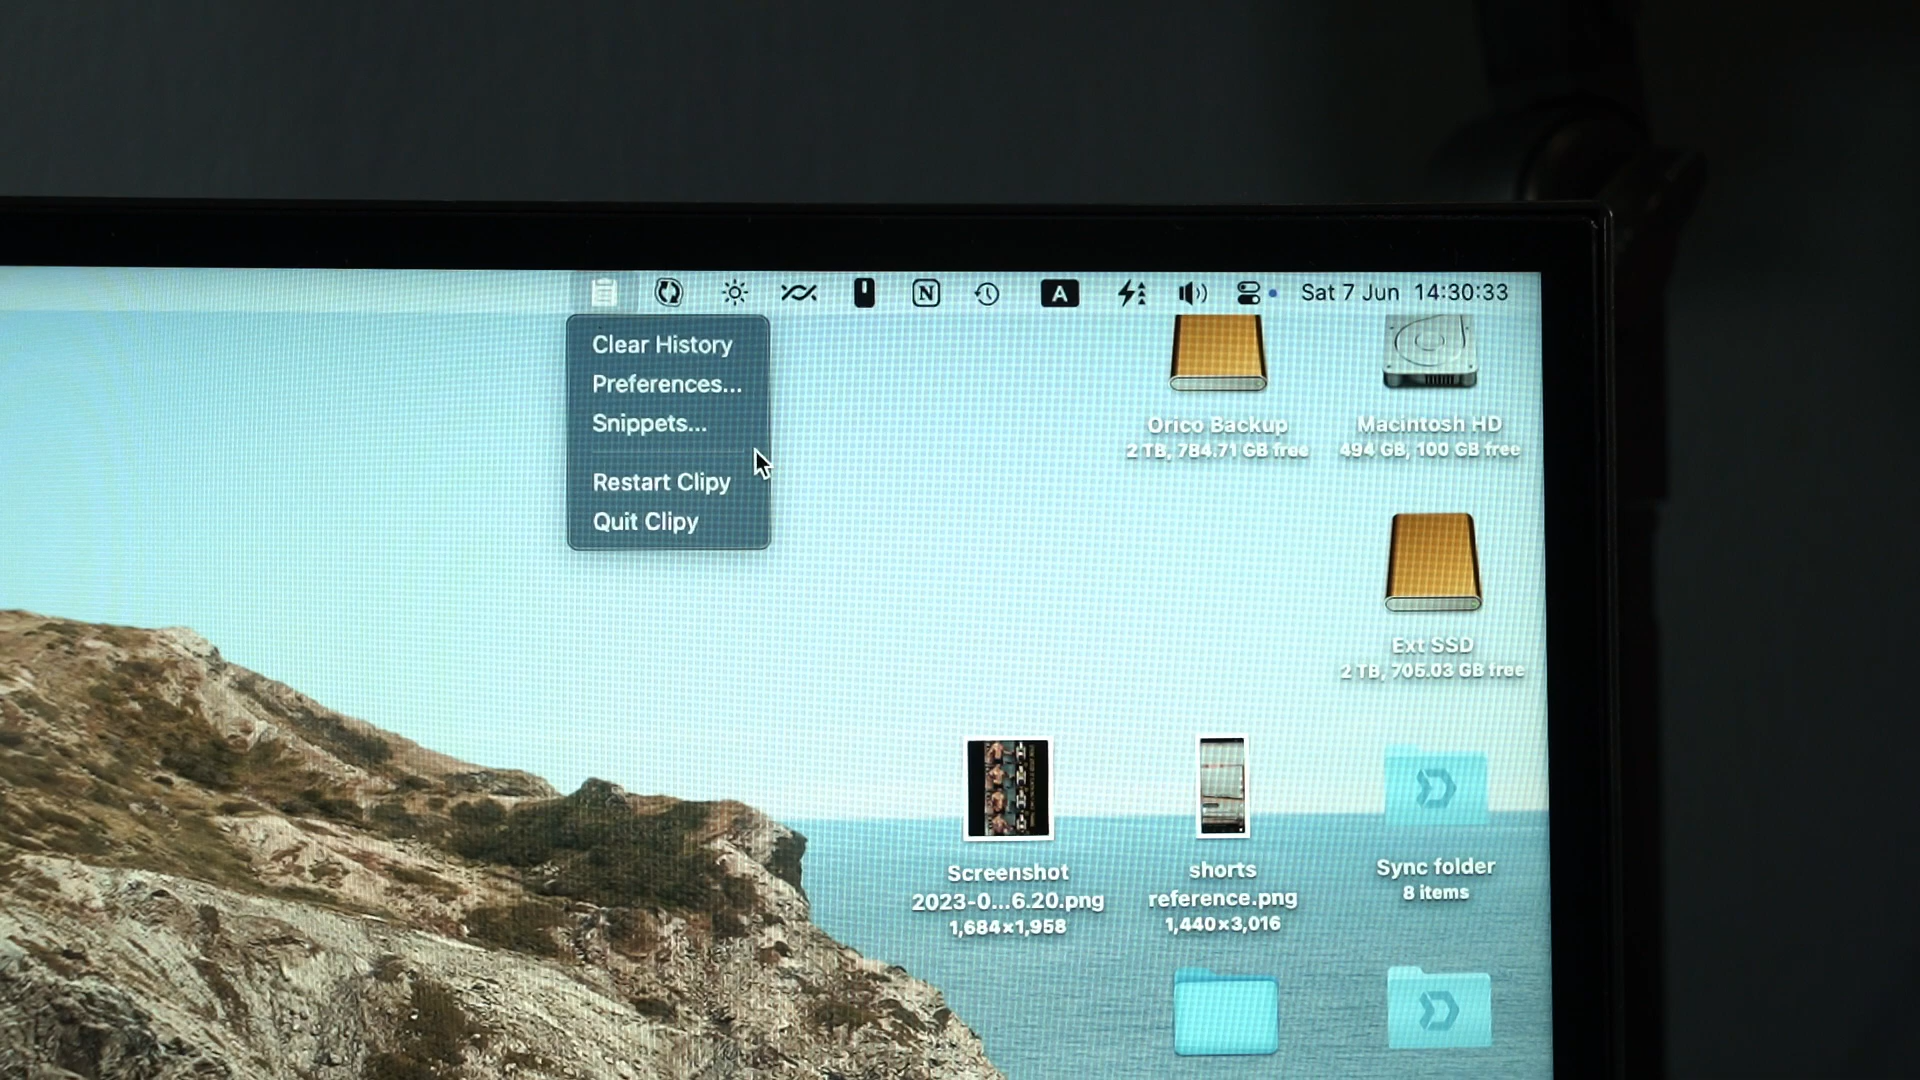 N
A
Sat 7 Jun 14:30:33
Clear History
Preferences...
Snippets...
Restart Clipy
Quit Clipy
Orico Backup
2 TB, 784.71 GB free
Macintosh HD
494 GB, 100 GB free
Ext SSD
2 TB, 705.03 GB free
Screenshot
2023-0...6.20.png
1,684×1,958
shorts
reference.png
1,440×3,016
Sync folder
8 items